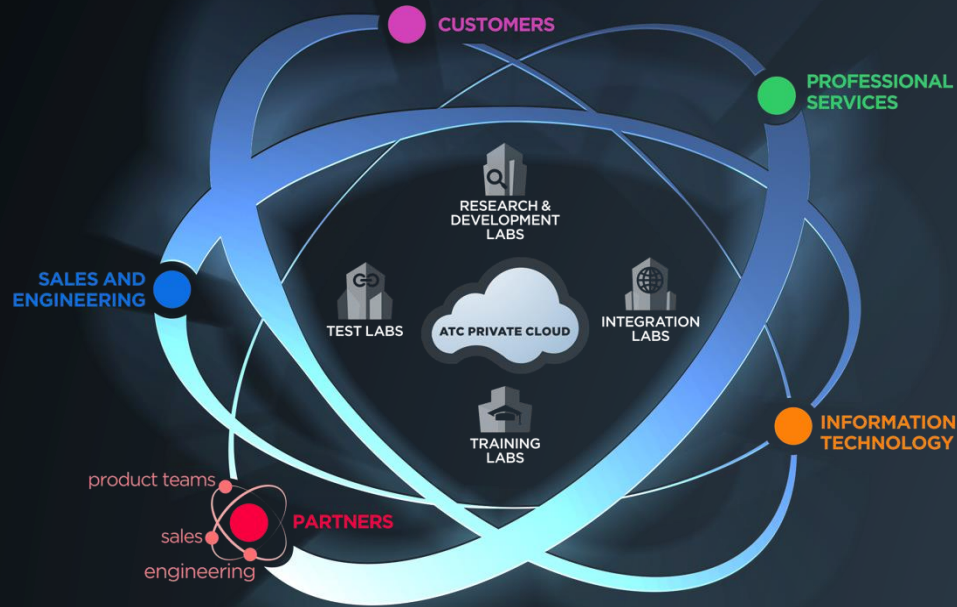 CUSTOMERS
PROFESSIONAL
SERVICES
RESEARCH &
DEVELOPMENT
LABS
SALES AND
ENGINEERING
TEST LABS
ATC PRIVATE CLOUD
INTEGRATION
LABS
TRAINING
LABS
INFORMATION
TECHNOLOGY
product teams
sales
engineering
PARTNERS